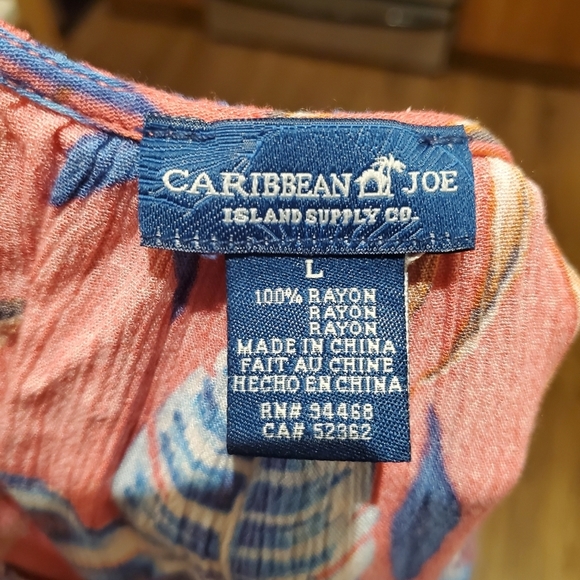 CARIBBEAN JOE
ISLAND SUPPLY CO.
L
100% RAYON
RAYON
RAYON
MADE IN CHINA
FAIT AU CHINE
HECHO EN CHINA
RN# 94468
CA# 52362